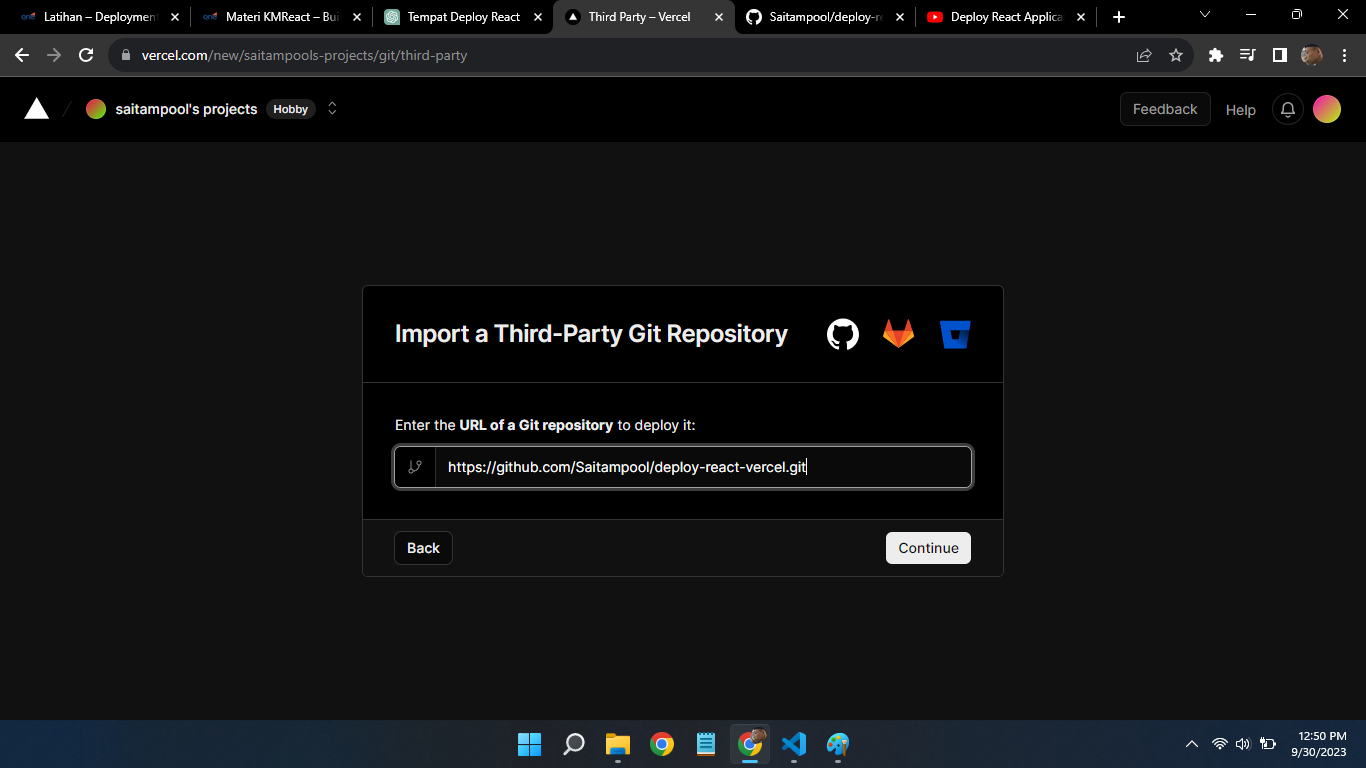 Latihan – Deployment
Materi KMReact – Bui
Tempat Deploy React
Third Party – Vercel
Saitampool/deploy-re
Deploy React Applica
vercel.com/new/saitampools-projects/git/third-party
saitampool's projects Hobby
Feedback
Help
Import a Third-Party Git Repository
Enter the URL of a Git repository to deploy it:
https://github.com/Saitampool/deploy-react-vercel.git
Back
Continue
12:50 PM
9/30/2023